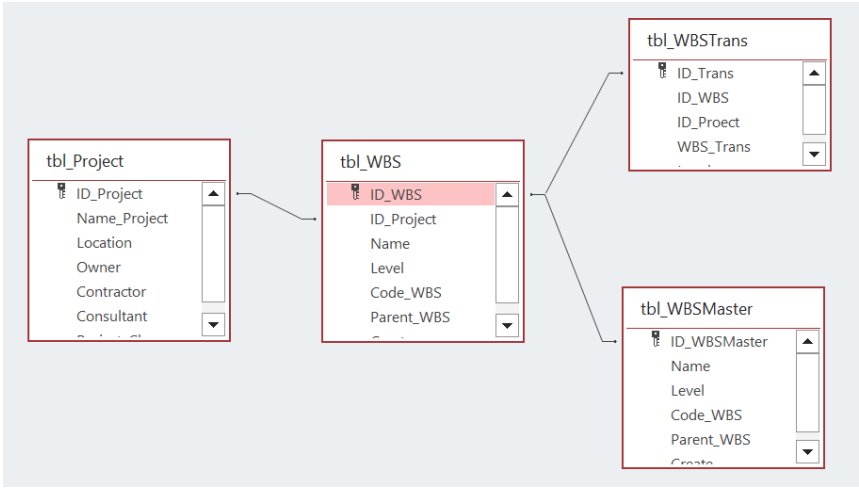 tbl_Project
ID_Project
Name_Project
Location
Owner
Contractor
Consultant
tbl_WBS
ID_WBS
ID_Project
Name
Level
Code_WBS
Parent_WBS
tbl_WBSTrans
ID_Trans
ID_WBS
ID_Proect
WBS_Trans
tbl_WBSMaster
ID_WBSMaster
Name
Level
Code_WBS
Parent_WBS
Create